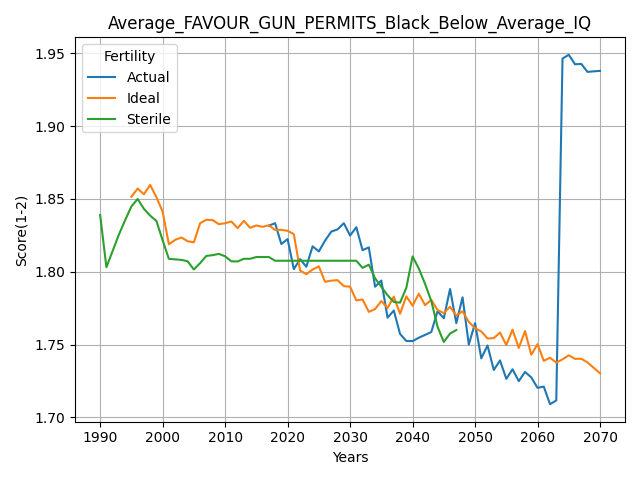 Average_FAVOUR_GUN_PERMITS_Black_Below_Average_IQ
Fertility
Actual
Ideal
Sterile
1.95
1.90
1.85
1.80
1.75
1.70
Score(1-2)
1990 2000 2010 2020 2030 2040 2050 2060 2070
Years